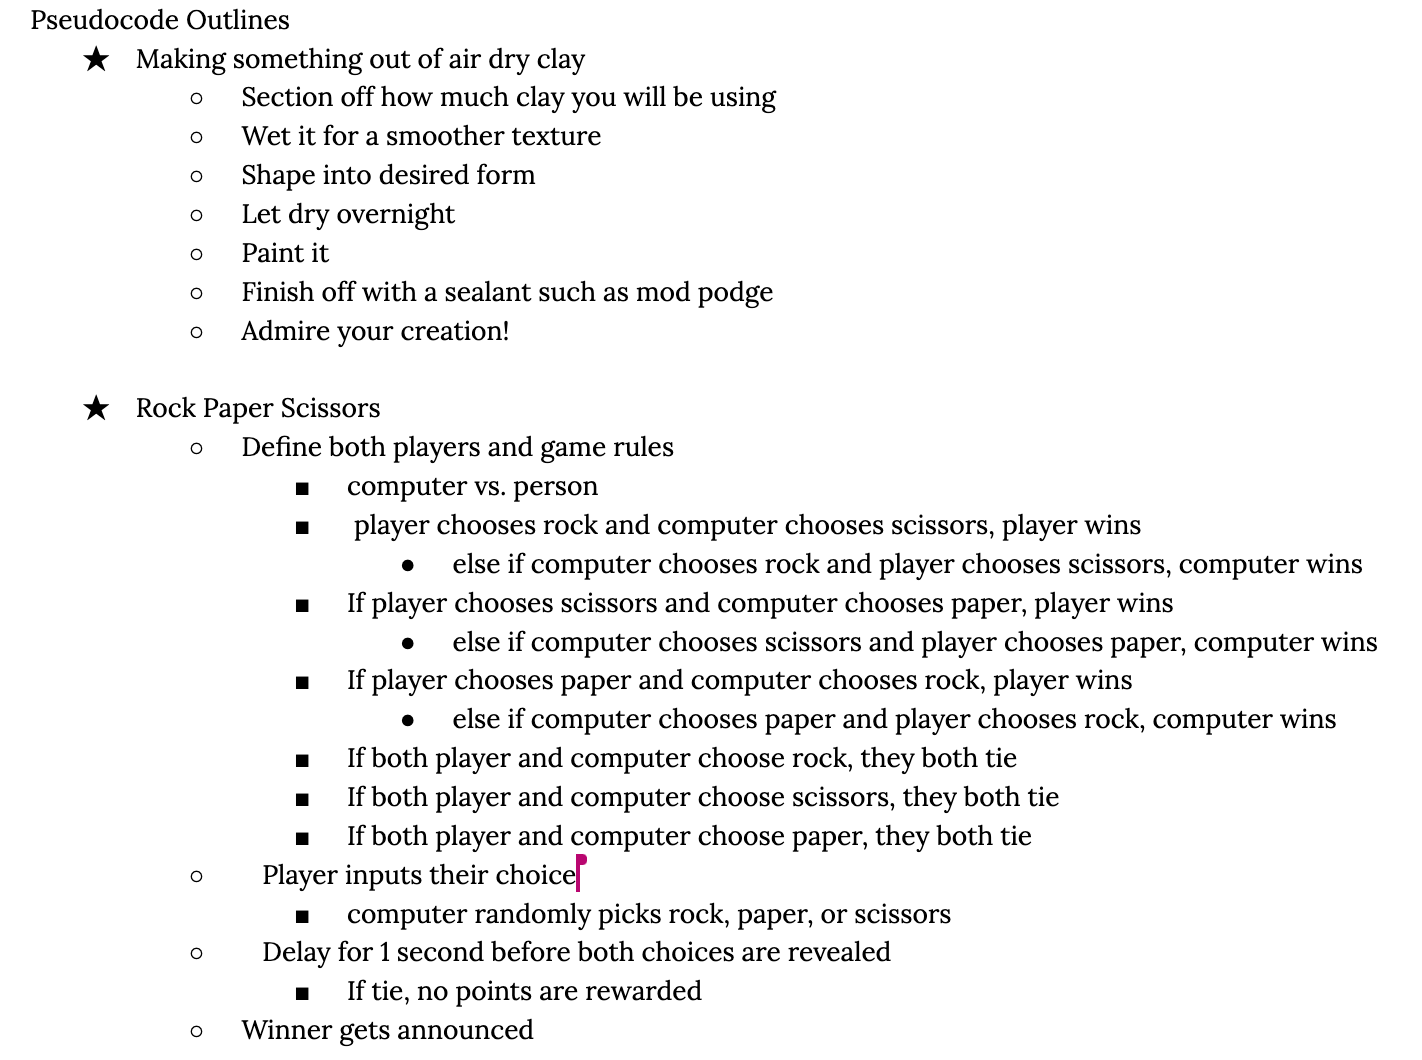 Pseudocode Outlines
★ Making something out of air dry clay
○ Section off how much clay you will be using
○ Wet it for a smoother texture
○ Shape into desired form
○ Let dry overnight
○ Paint it
○ Finish off with a sealant such as mod podge
○ Admire your creation!
★ Rock Paper Scissors
○ Define both players and game rules
■ computer vs. person
■ player chooses rock and computer chooses scissors, player wins
● else if computer chooses rock and player chooses scissors, computer wins
■ If player chooses scissors and computer chooses paper, player wins
● else if computer chooses scissors and player chooses paper, computer wins
■ If player chooses paper and computer chooses rock, player wins
● else if computer chooses paper and player chooses rock, computer wins
■ If both player and computer choose rock, they both tie
■ If both player and computer choose scissors, they both tie
■ If both player and computer choose paper, they both tie
○ Player inputs their choice
■ computer randomly picks rock, paper, or scissors
○ Delay for 1 second before both choices are revealed
■ If tie, no points are rewarded
○ Winner gets announced